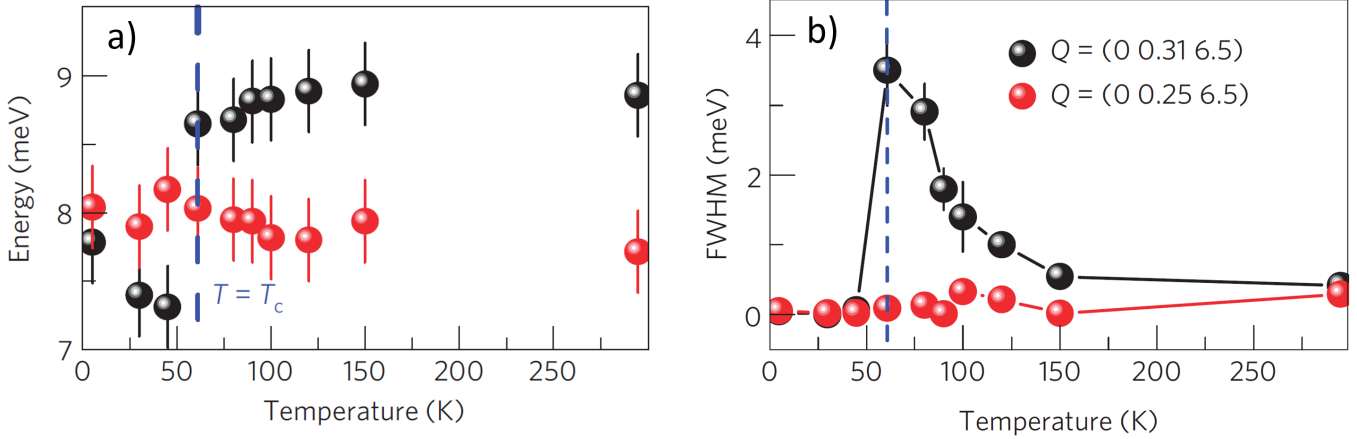 a)
Energy (meV)
9
8
7
T = Tc
0 50 100 150 200 250
Temperature (K)
b)
FWHM (meV)
4
2
0
Q = (0 0.31 6.5)
Q = (0 0.25 6.5)
0 50 100 150 200 250
Temperature (K)